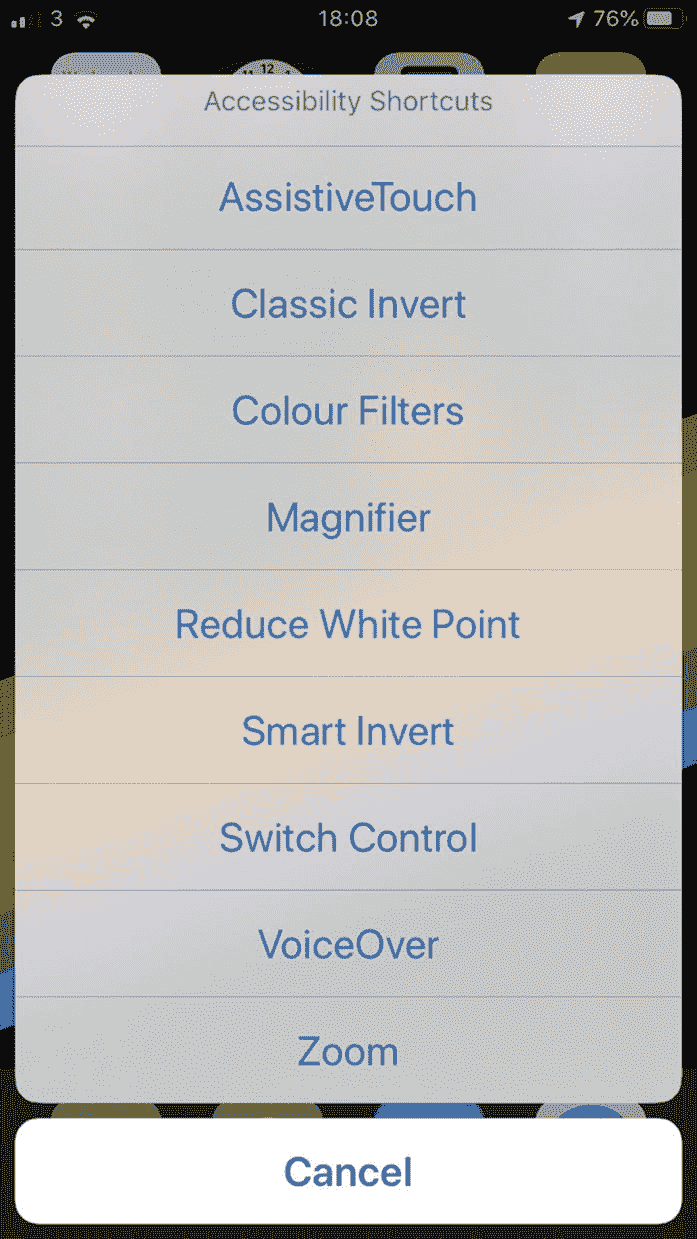 3 18:08 76%
Accessibility Shortcuts
AssistiveTouch
Classic Invert
Colour Filters
Magnifier
Reduce White Point
Smart Invert
Switch Control
VoiceOver
Zoom
Cancel